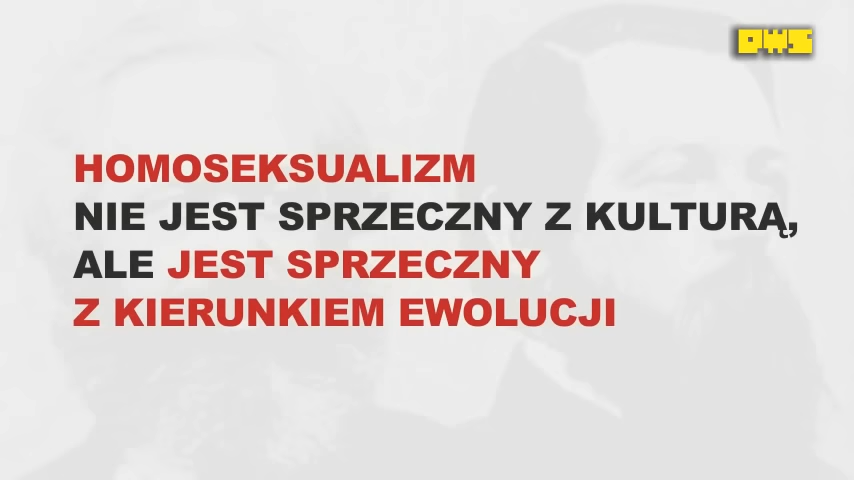 OWS
HOMOSEKSUALIZM
NIE JEST SPRZECZNY Z KULTURĄ,
ALE JEST SPRZECZNY
Z KIERUNKIEM EWOLUCJI